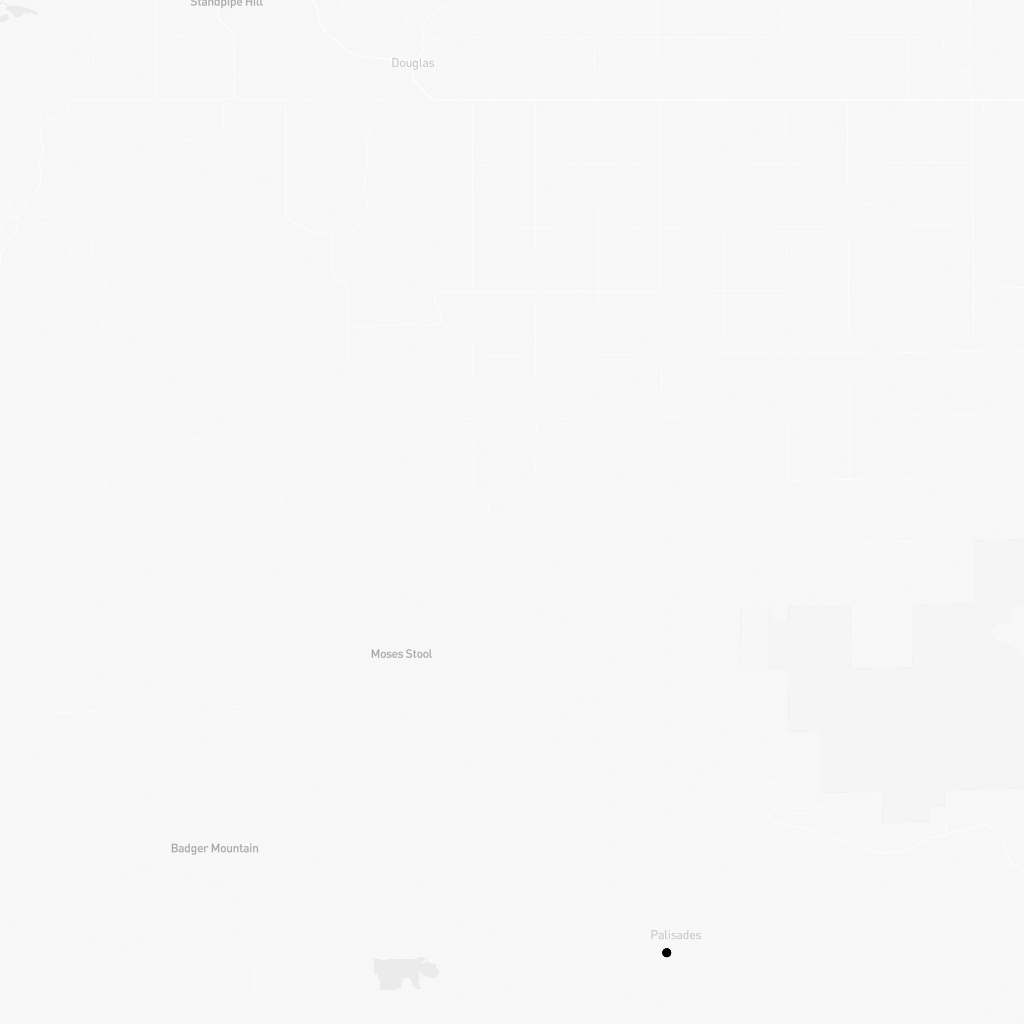 Standpipe Hill
Douglas
Moses Stool
Badger Mountain
Palisades